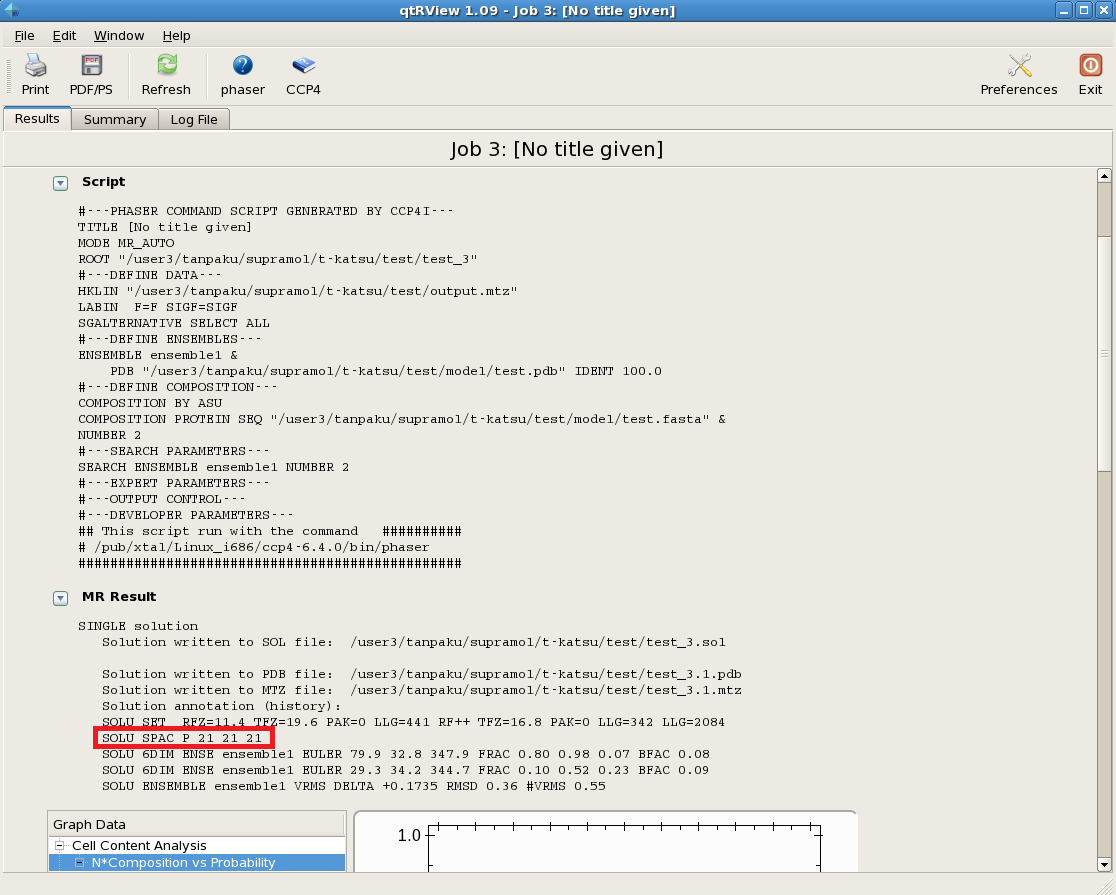 qtRView 1.09 - Job 3: [No title given]
File Edit Window Help
Print PDF/PS Refresh phaser CCP4 Preferences Exit
Results Summary Log File
Job 3: [No title given]
Script
#---PHASER COMMAND SCRIPT GENERATED BY CCP4I---
TITLE [No title given]
MODE MR_AUTO
ROOT "/user3/tanpaku/supramol/t-katsu/test/test_3"
#---DEFINE DATA---
HKLIN "/user3/tanpaku/supramol/t-katsu/test/output.mtz"
LABIN  F=F SIGF=SIGF
SGALTERNATIVE SELECT ALL
#---DEFINE ENSEMBLES---
ENSEMBLE ensemble1 &
    PDB "/user3/tanpaku/supramol/t-katsu/test/model/test.pdb" IDENT 100.0
#---DEFINE COMPOSITION---
COMPOSITION BY ASU
COMPOSITION PROTEIN SEQ "/user3/tanpaku/supramol/t-katsu/test/model/test.fasta" &
NUMBER 2
#---SEARCH PARAMETERS---
SEARCH ENSEMBLE ensemble1 NUMBER 2
#---EXPERT PARAMETERS---
#---OUTPUT CONTROL---
#---DEVELOPER PARAMETERS---
## This script run with the command   ##########
# /pub/xtal/Linux_i686/ccp4-6.4.0/bin/phaser
################################################
MR Result
SINGLE solution
   Solution written to SOL file:  /user3/tanpaku/supramol/t-katsu/test/test_3.sol
   Solution written to PDB file:  /user3/tanpaku/supramol/t-katsu/test/test_3.1.pdb
   Solution written to MTZ file:  /user3/tanpaku/supramol/t-katsu/test/test_3.1.mtz
   Solution annotation (history):
   SOLU SET  RFZ=11.4 TFZ=19.6 PAK=0 LLG=441 RF++ TFZ=16.8 PAK=0 LLG=342 LLG=2084
   SOLU SPAC P 21 21 21
   SOLU 6DIM ENSE ensemble1 EULER 79.9 32.8 347.9 FRAC 0.80 0.98 0.07 BFAC 0.08
   SOLU 6DIM ENSE ensemble1 EULER 29.3 34.2 344.7 FRAC 0.10 0.52 0.23 BFAC 0.09
   SOLU ENSEMBLE ensemble1 VRMS DELTA +0.1735 RMSD 0.36 #VRMS 0.55
Graph Data
Cell Content Analysis
N*Composition vs Probability
1.0